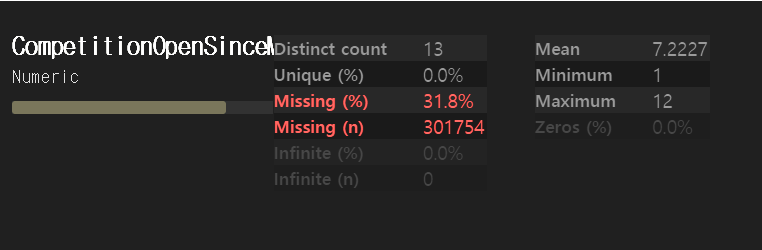 CompetitionOpenSinceM
Numeric
Distinct count 13
Unique (%) 0.0%
Missing (%) 31.8%
Missing (n) 301754
Infinite (%) 0.0%
Infinite (n) 0
Mean 7.2227
Minimum 1
Maximum 12
Zeros (%) 0.0%